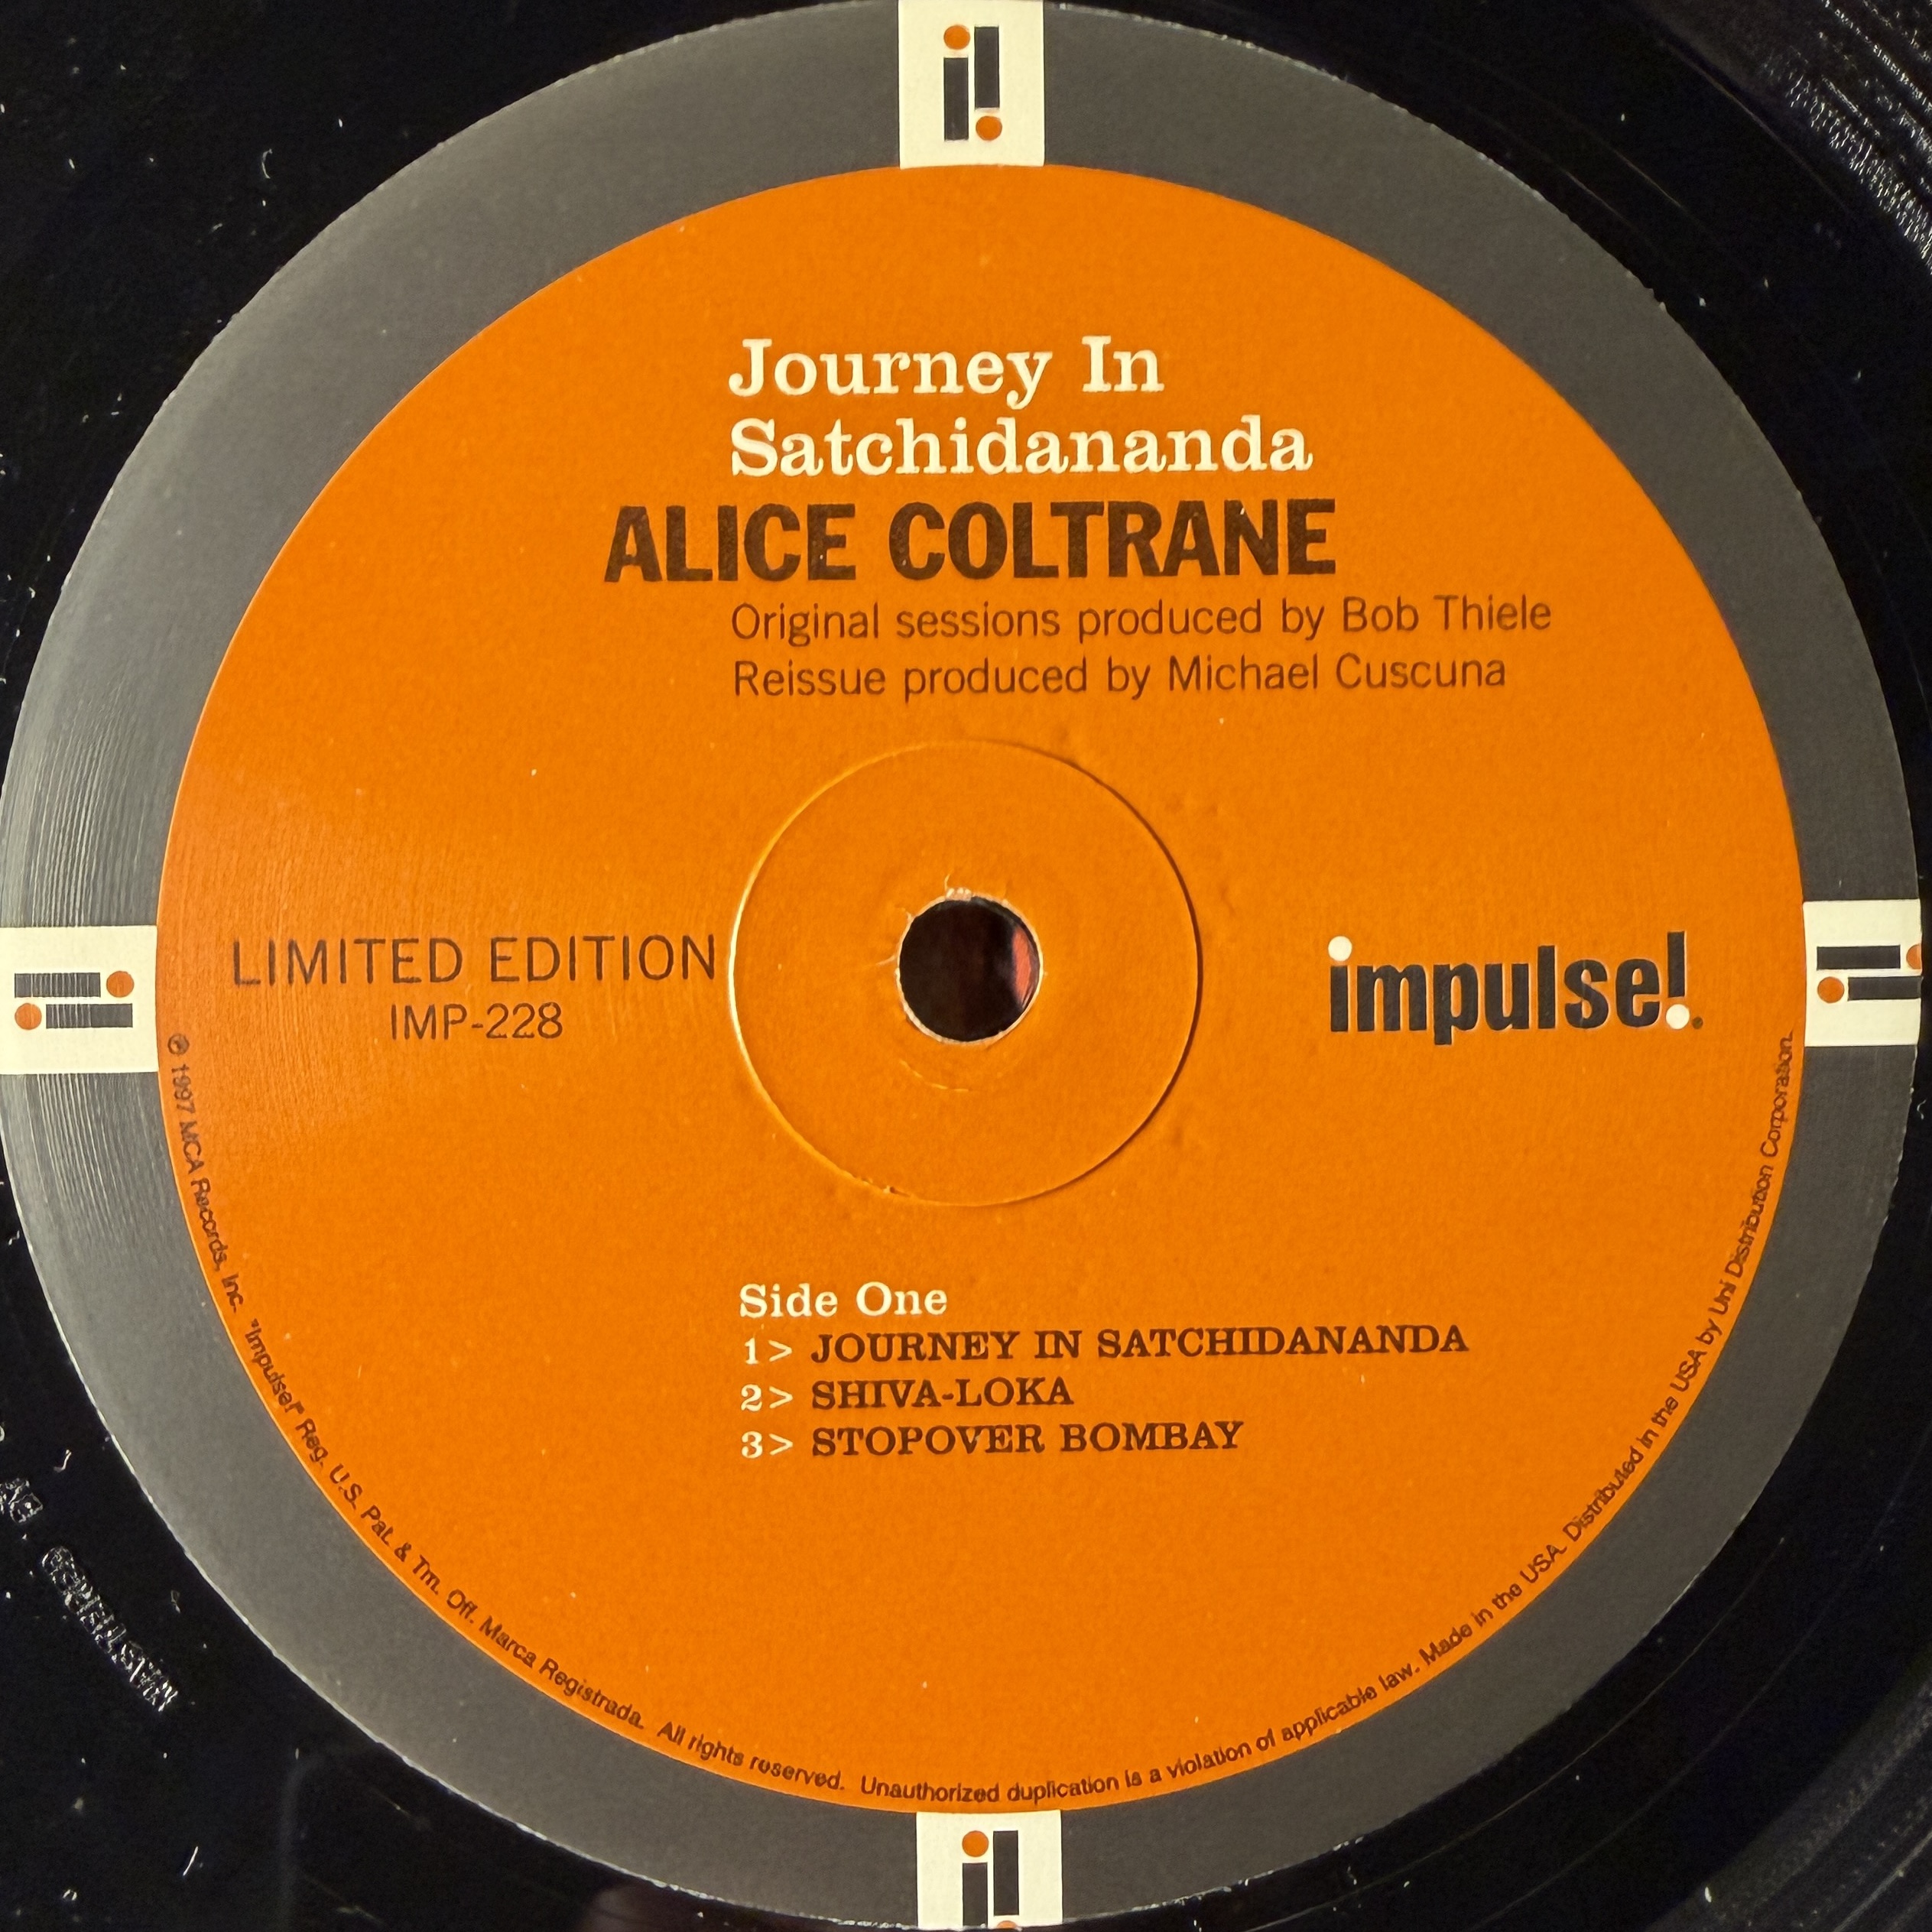 Journey In
Satchidananda
ALICE COLTRANE
Original sessions produced by Bob Thiele
Reissue produced by Michael Cuscuna
LIMITED EDITION
IMP-228
impulse!
Side One
1> JOURNEY IN SATCHIDANANDA
2> SHIVA-LOKA
3> STOPOVER BOMBAY
℗ 1997 MCA Records, Inc. "Impulse!" Reg. U.S. Pat. & Tm. Off. Marca Registrada. All rights reserved. Unauthorized duplication is a violation of applicable law. Made in the USA. Distributed in the USA by Uni Distribution Corporation.
MASTERED BY